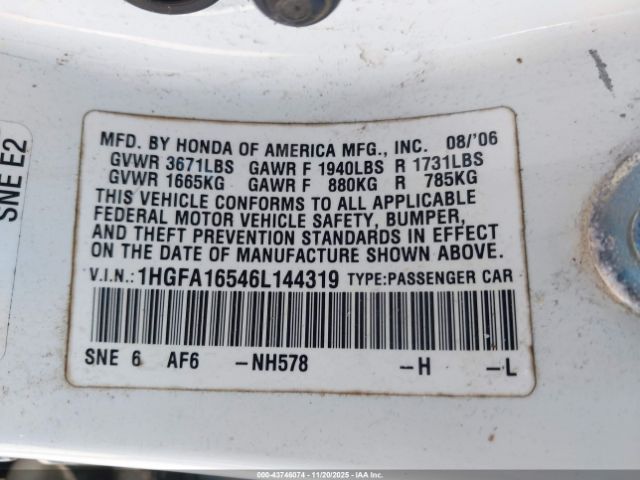 SNE E2
MFD. BY HONDA OF AMERICA MFG., INC. 08/'06
GVWR 3671LBS GAWR F 1940LBS R 1731LBS
GVWR 1665KG GAWR F 880KG R 785KG
THIS VEHICLE CONFORMS TO ALL APPLICABLE
FEDERAL MOTOR VEHICLE SAFETY, BUMPER,
AND THEFT PREVENTION STANDARDS IN EFFECT
ON THE DATE OF MANUFACTURE SHOWN ABOVE.
V.I.N.: 1HGFA16546L144319 TYPE:PASSENGER CAR
SNE 6 AF6 -NH578 -H -L
000-43746074 - 11/20/2025 - IAAI.COM